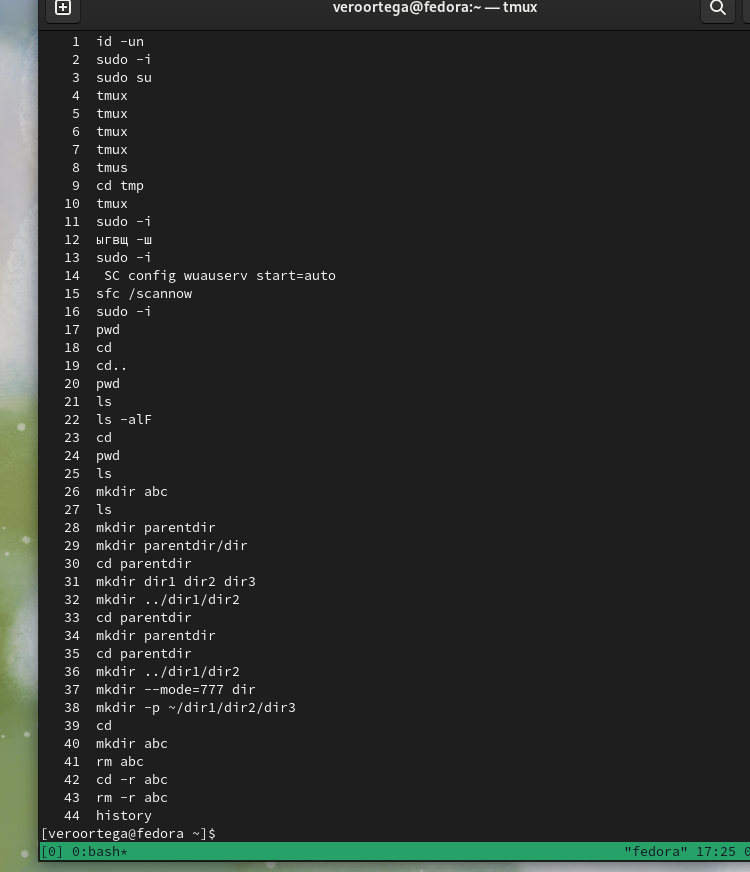 veroortega@fedora:~ — tmux
1 id -un
2 sudo -i
3 sudo su
4 tmux
5 tmux
6 tmux
7 tmux
8 tmus
9 cd tmp
10 tmux
11 sudo -i
12 ыгвщ -ш
13 sudo -i
14  SC config wuauserv start=auto
15 sfc /scannow
16 sudo -i
17 pwd
18 cd
19 cd..
20 pwd
21 ls
22 ls -alF
23 cd
24 pwd
25 ls
26 mkdir abc
27 ls
28 mkdir parentdir
29 mkdir parentdir/dir
30 cd parentdir
31 mkdir dir1 dir2 dir3
32 mkdir ../dir1/dir2
33 cd parentdir
34 mkdir parentdir
35 cd parentdir
36 mkdir ../dir1/dir2
37 mkdir --mode=777 dir
38 mkdir -p ~/dir1/dir2/dir3
39 cd
40 mkdir abc
41 rm abc
42 cd -r abc
43 rm -r abc
44 history
[veroortega@fedora ~]$
[0] 0:bash* "fedora" 17:25